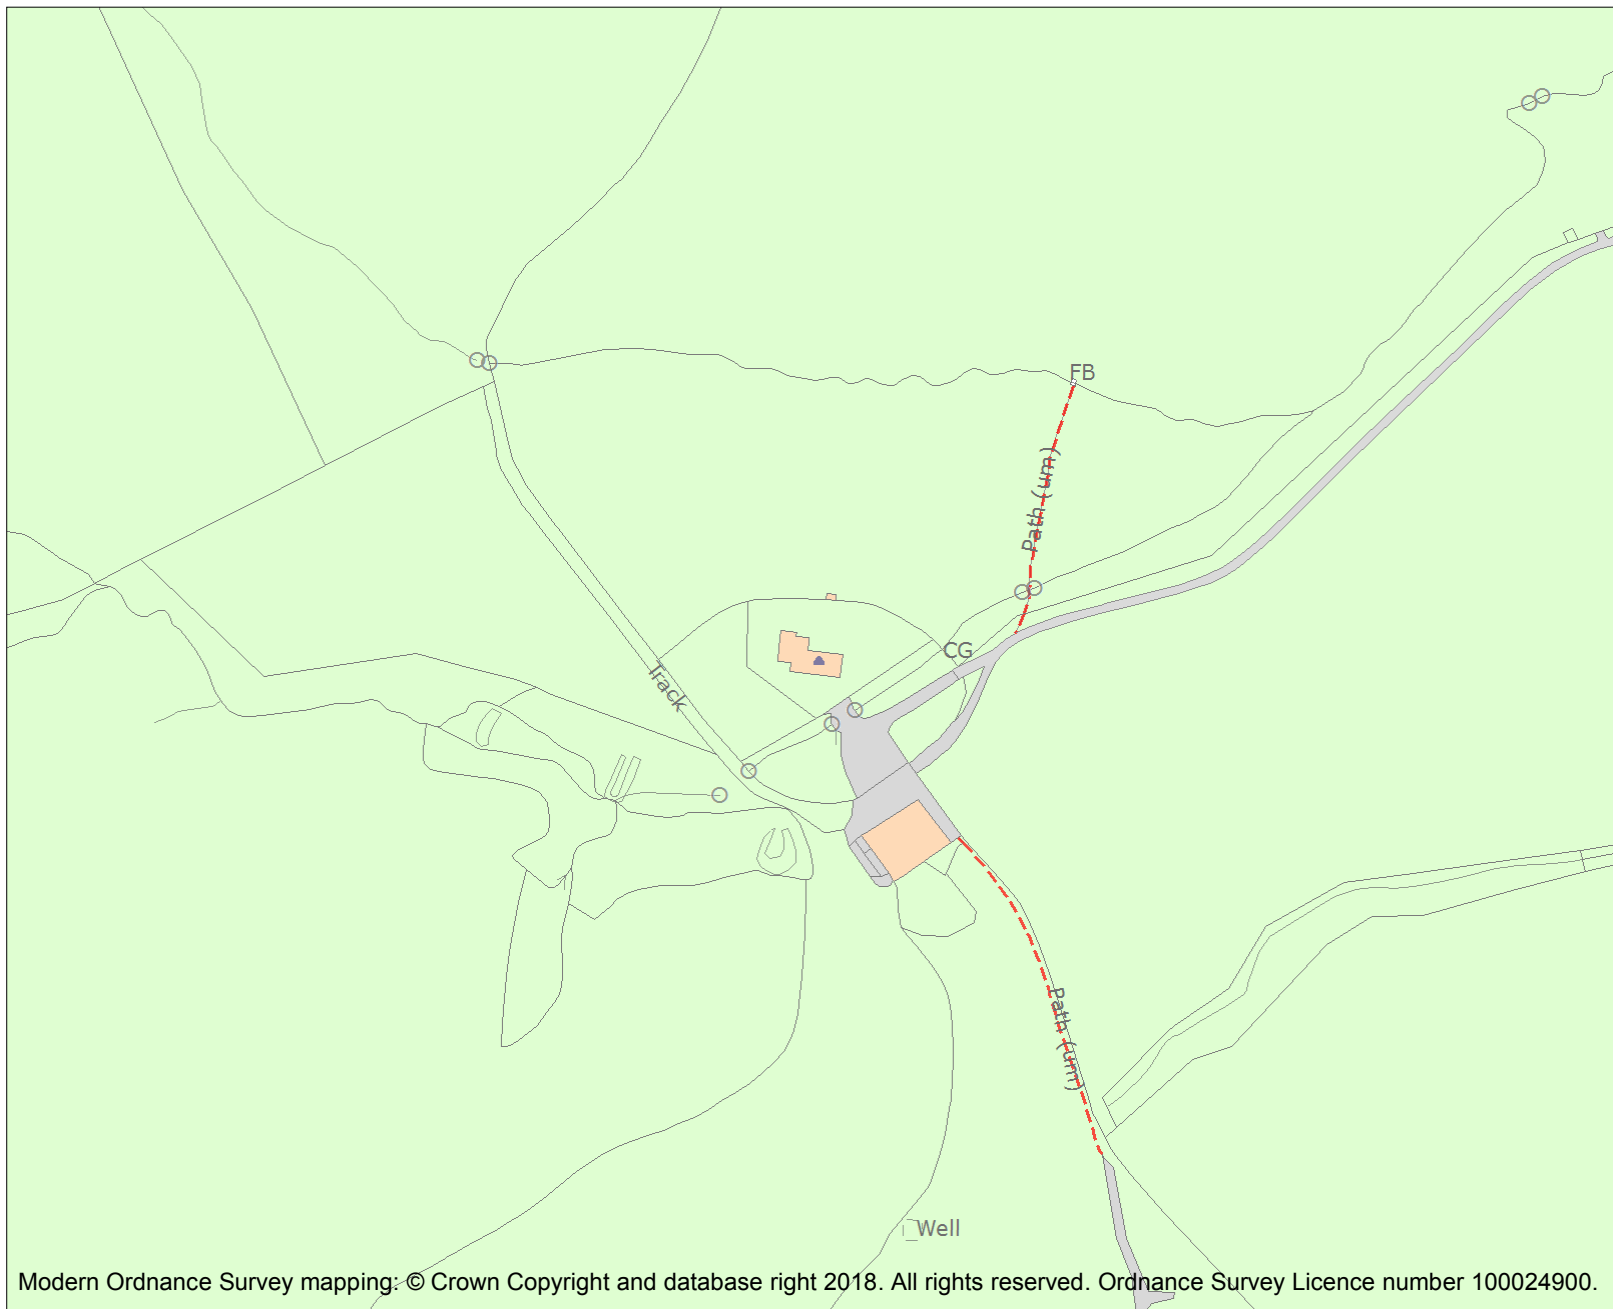 FB
Path (um)
CG
Track
Path (um)
Well
Modern Ordnance Survey mapping: © Crown Copyright and database right 2018. All rights reserved. Ordnance Survey Licence number 100024900.